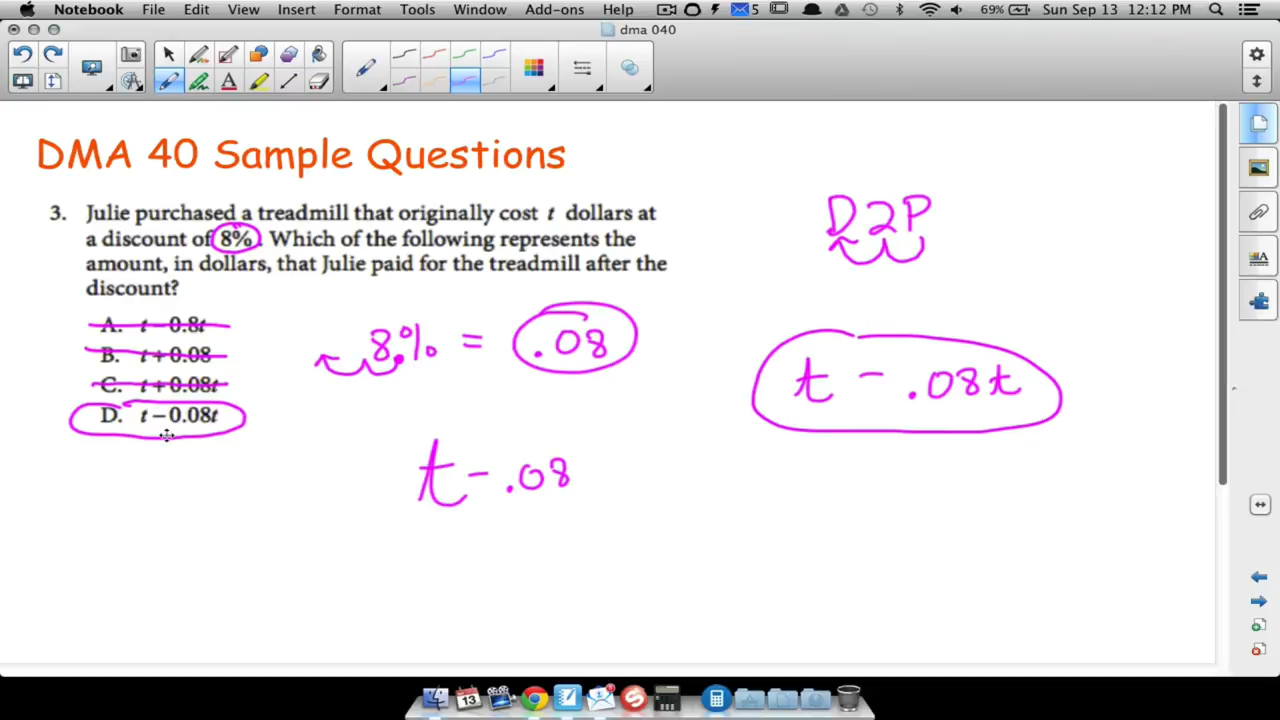 Notebook File Edit View Insert Format Tools Window Add-ons Help 5 69% Sun Sep 13 12:12 PM
dma 040
DMA 40 Sample Questions
3. Julie purchased a treadmill that originally cost t dollars at
a discount of 8%. Which of the following represents the
amount, in dollars, that Julie paid for the treadmill after the
discount?
A. t – 0.8t
B. t + 0.08
C. t + 0.08t
D. t – 0.08t
D2P
8.% = .08
t - .08t
t - .08
13